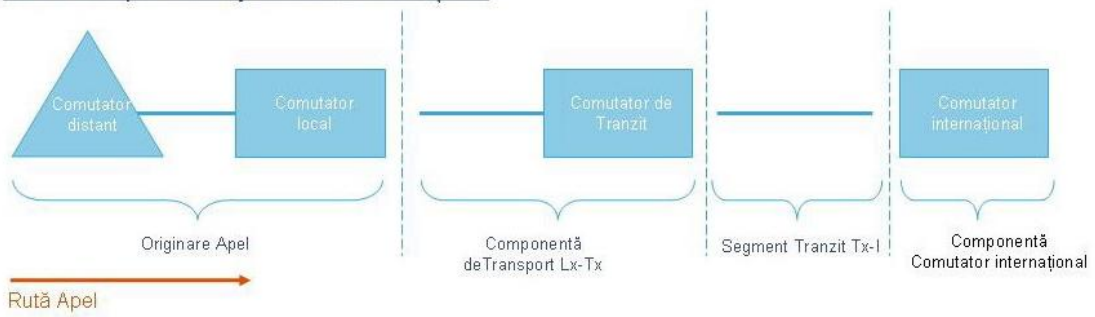 Comutator
distant
Comutator
local
Comutator de
Tranzit
Comutator
internațional
Originare Apel
Componentă
deTransport Lx-Tx
Segment Tranzit Tx-I
Componentă
Comutator internațional
Rută Apel